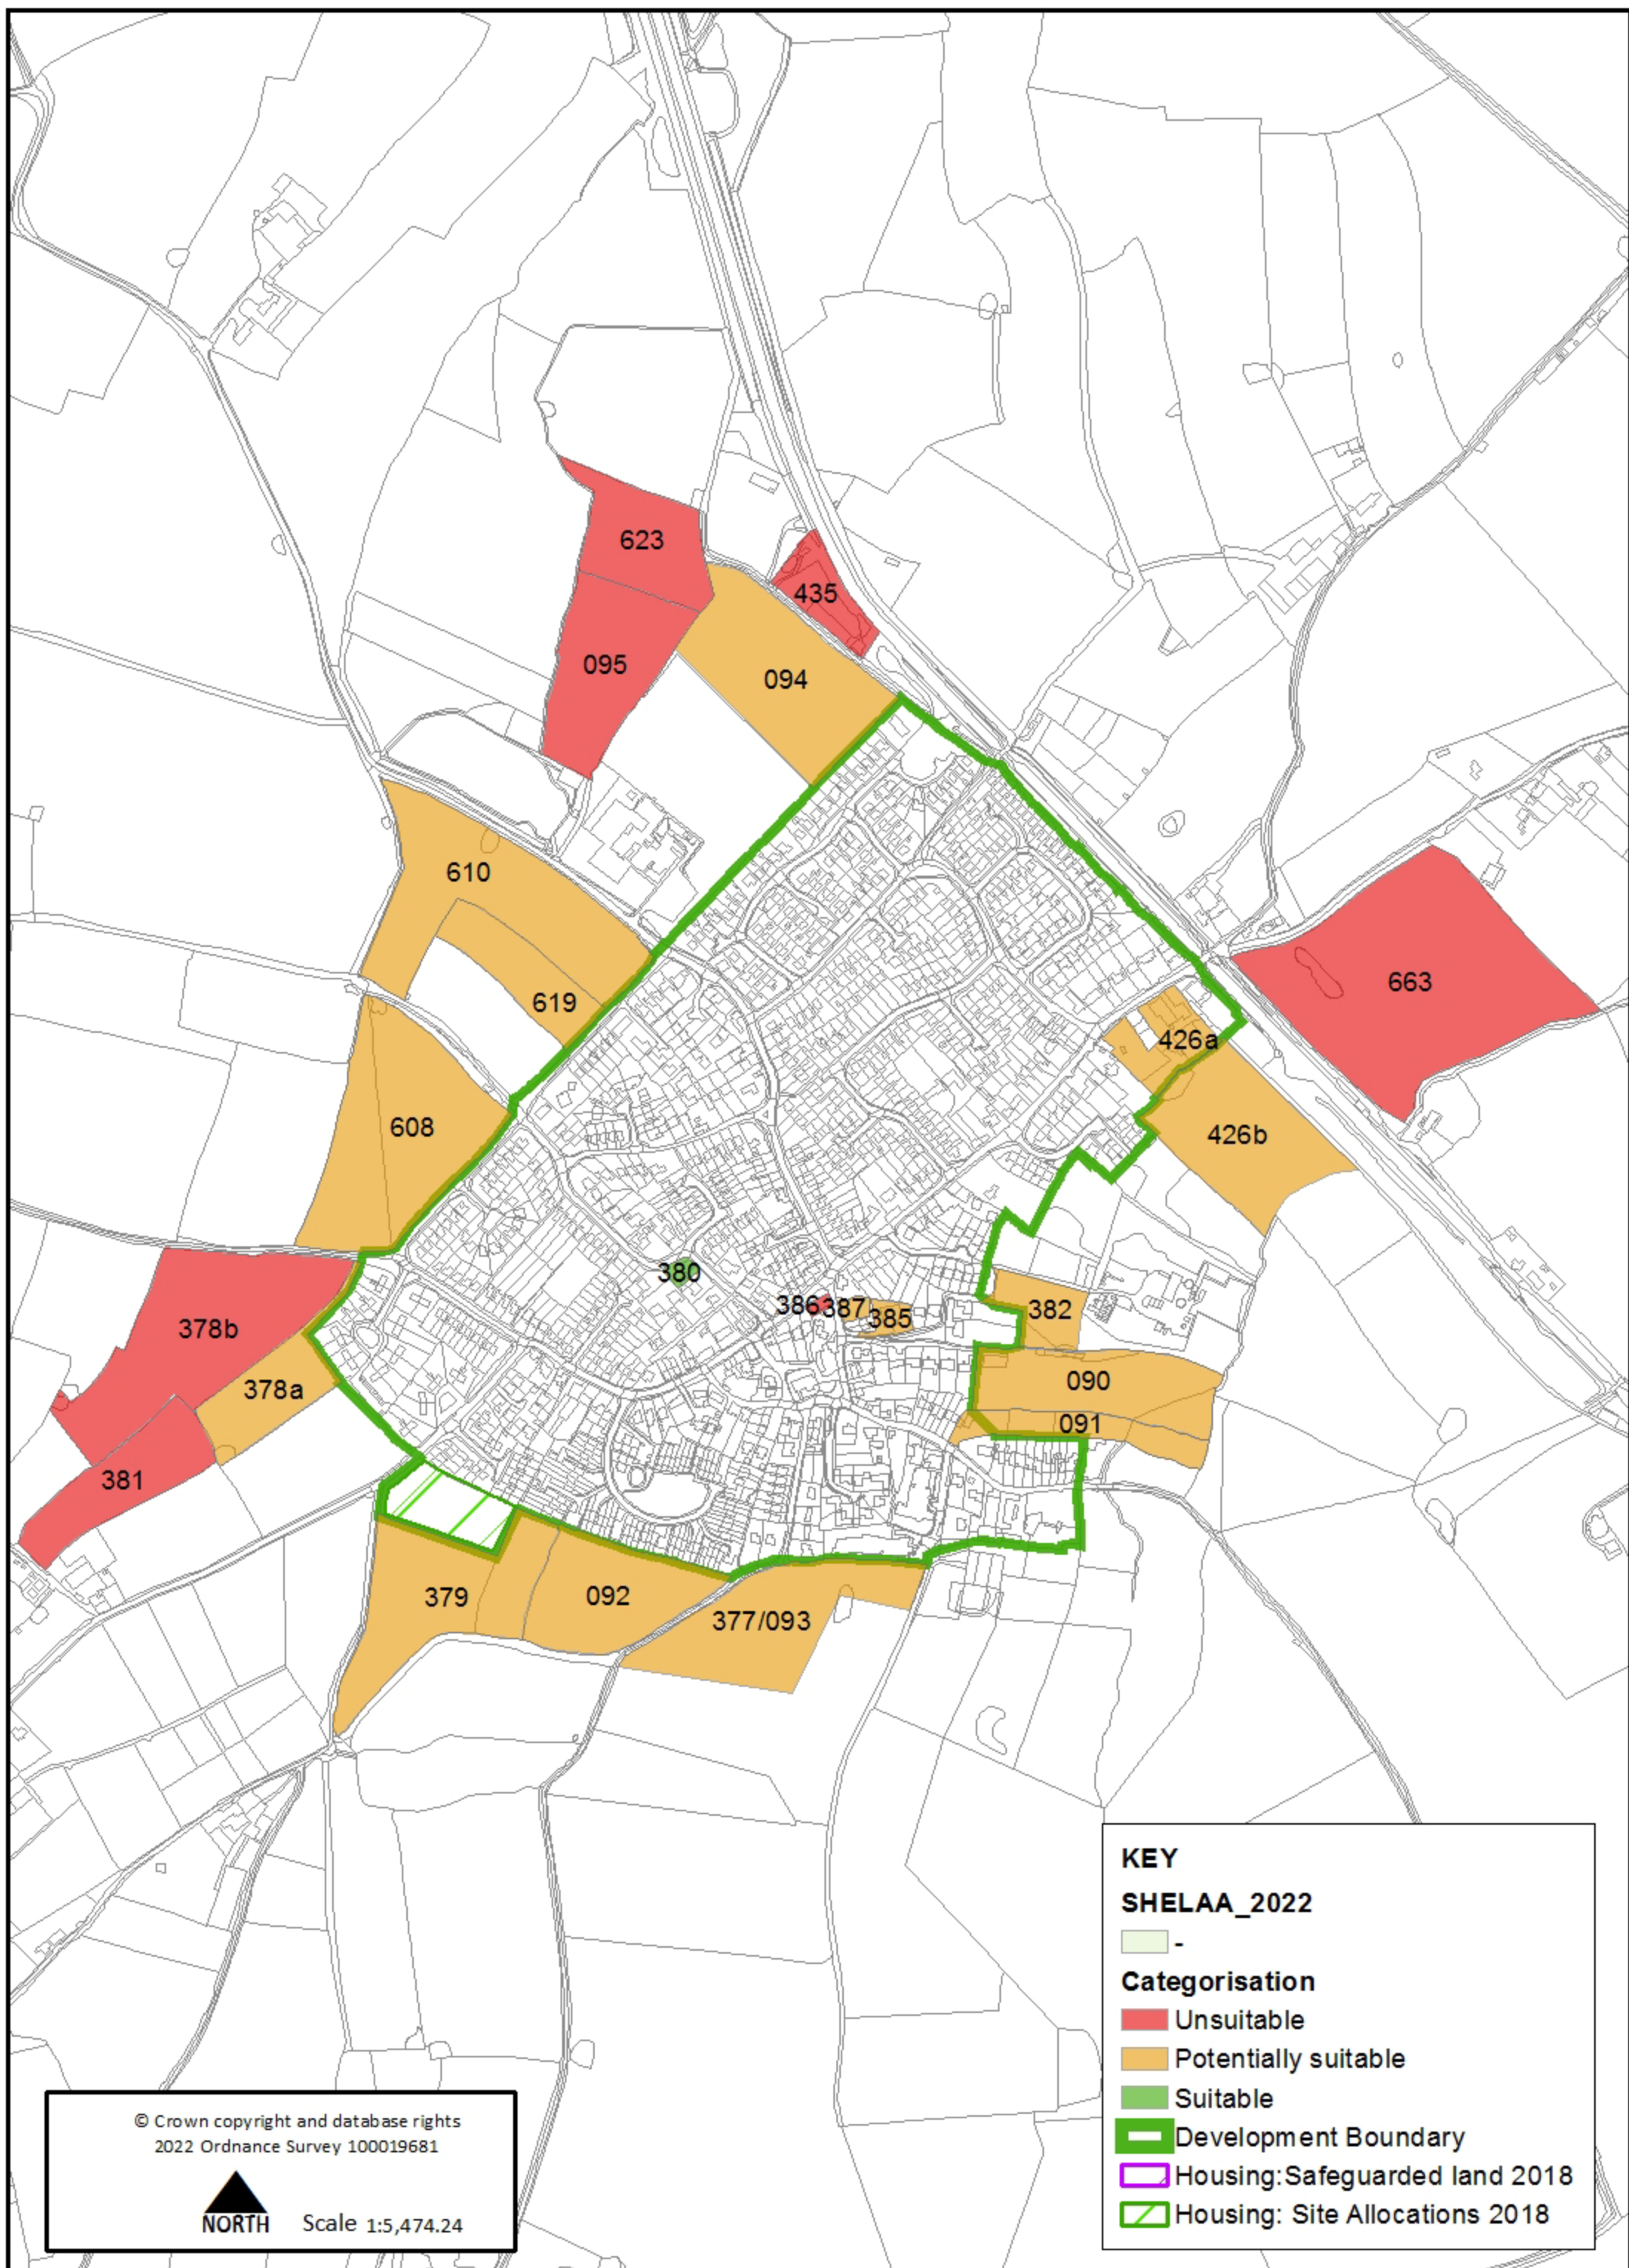 623
435
095
094
610
663
619
426a
608
426b
380
386
387
385
382
378b
378a
090
091
381
379
092
377/093
KEY
SHELAA_2022
-
Categorisation
Unsuitable
Potentially suitable
Suitable
Development Boundary
Housing:Safeguarded land 2018
Housing: Site Allocations 2018
© Crown copyright and database rights
2022 Ordnance Survey 100019681
NORTH Scale 1:5,474.24